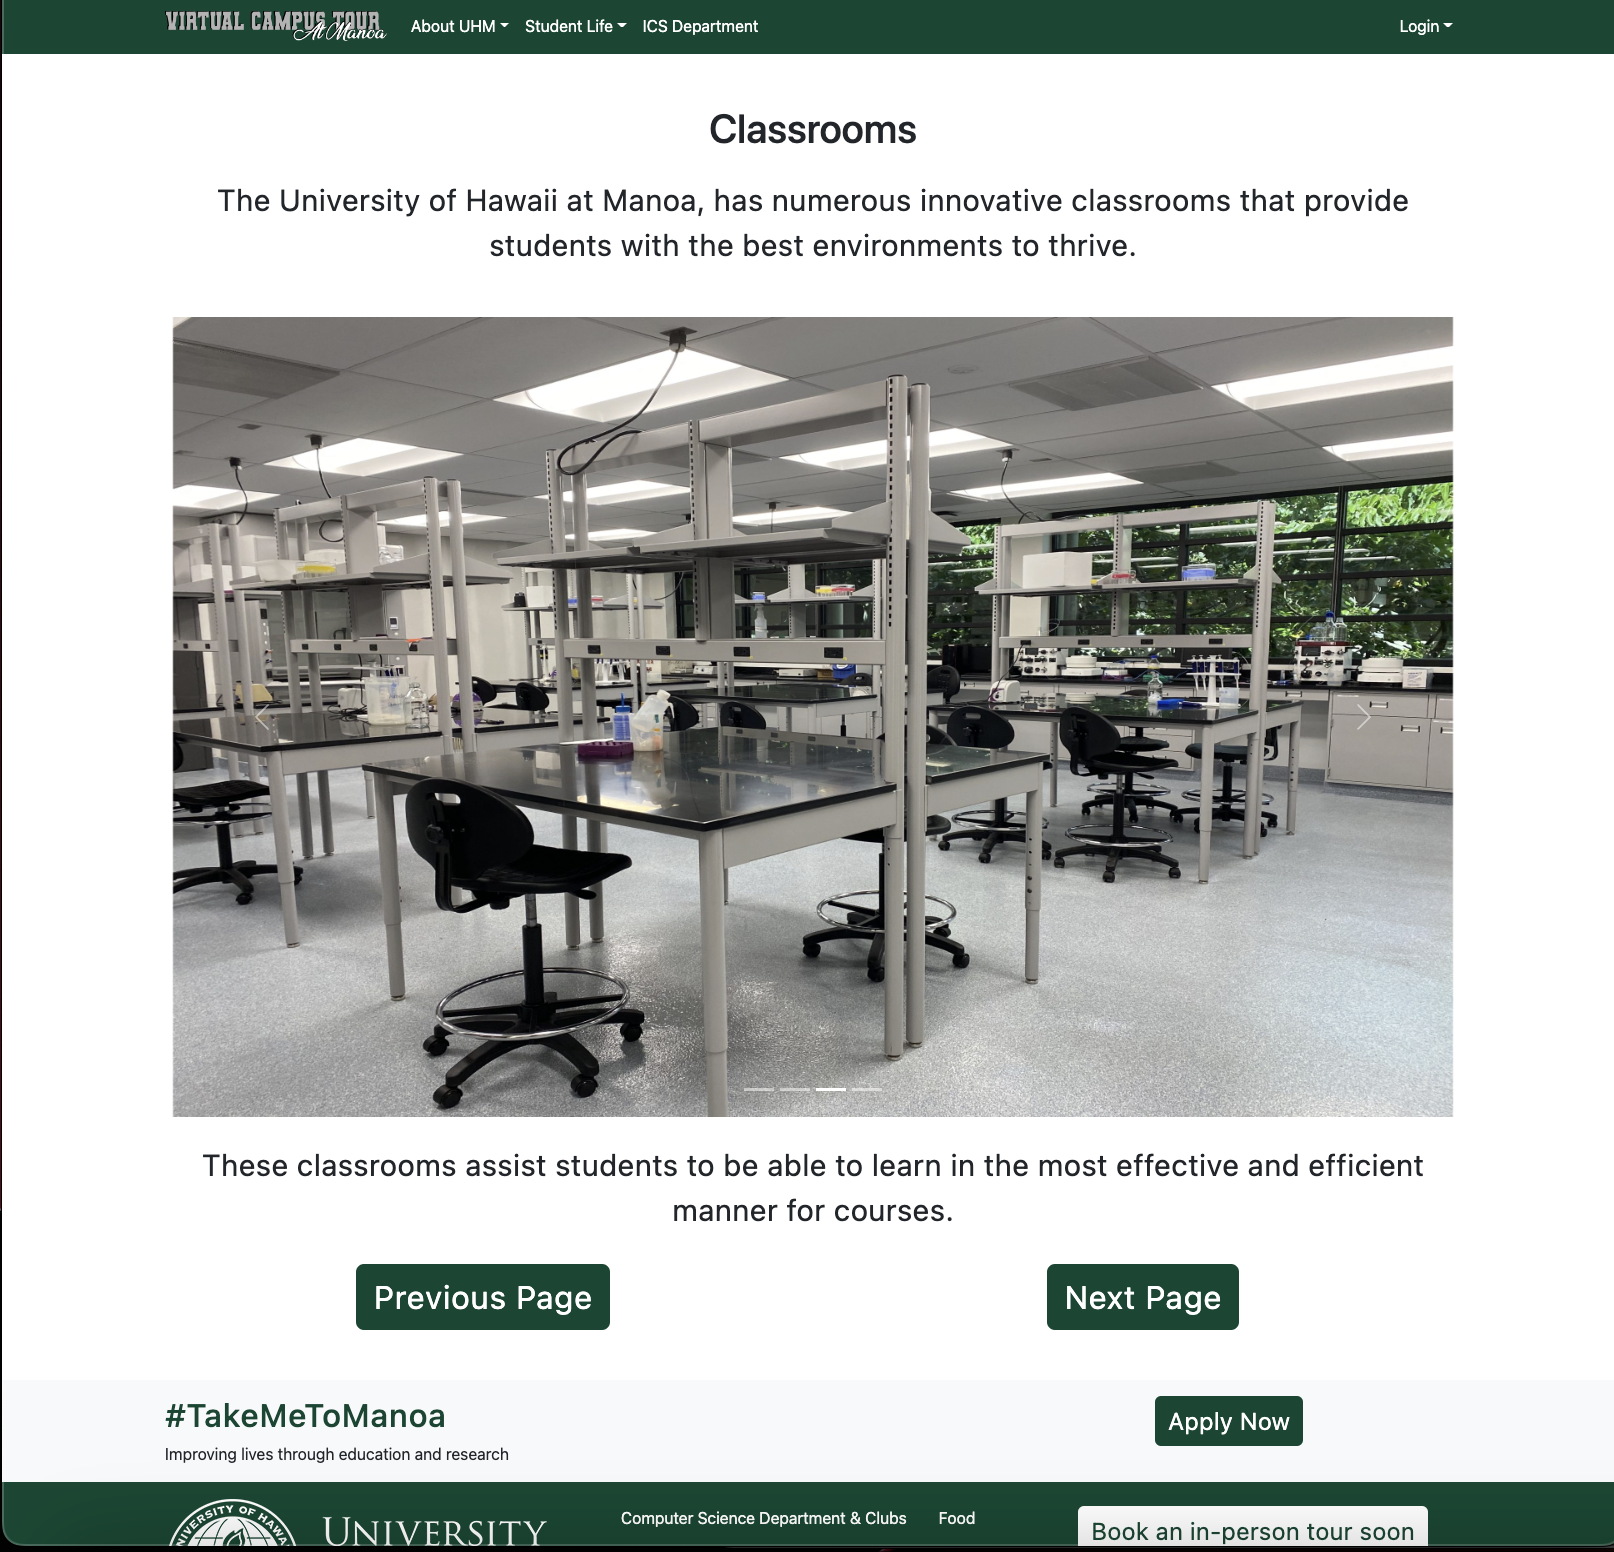 VIRTUAL CAMPUS TOUR
At Manoa
About UHM
Student Life
ICS Department
Login
Classrooms
The University of Hawaii at Manoa, has numerous innovative classrooms that provide
students with the best environments to thrive.
These classrooms assist students to be able to learn in the most effective and efficient
manner for courses.
Previous Page
Next Page
#TakeMeToManoa
Apply Now
Improving lives through education and research
UNIVERSITY OF HAWA
UNIVERSITY
Computer Science Department & Clubs
Food
Book an in-person tour soon